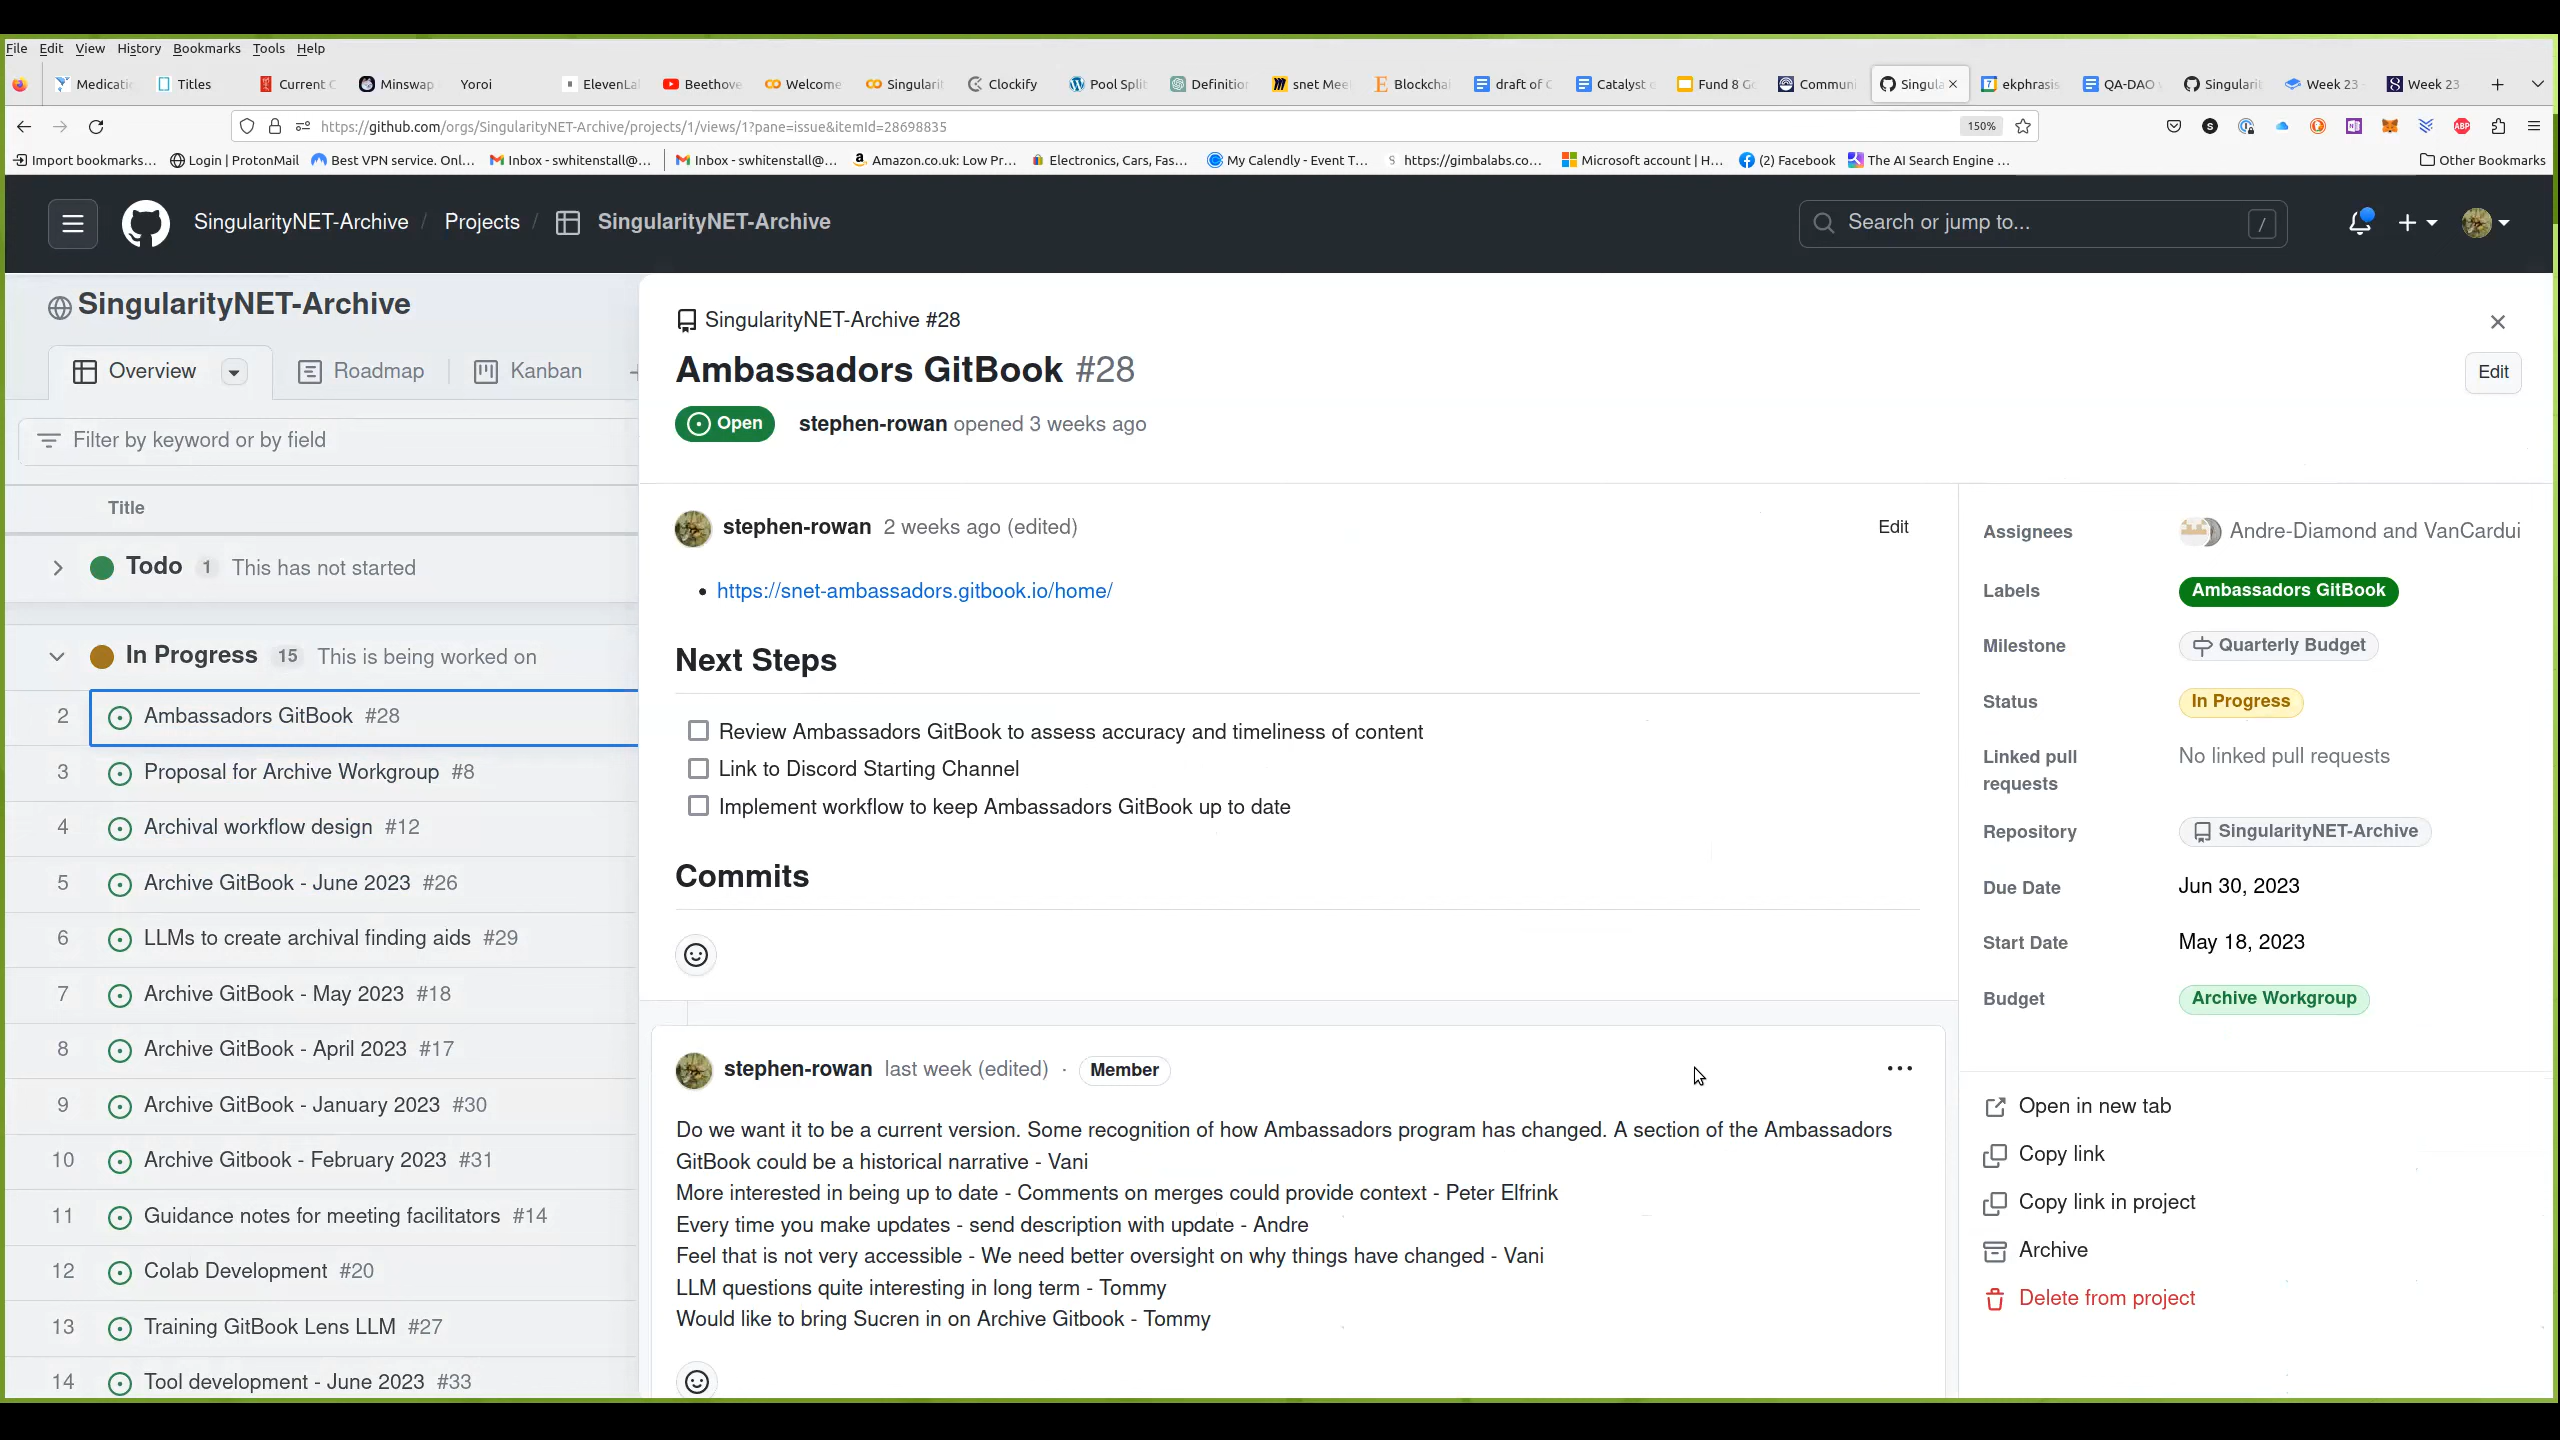 File Edit View History Bookmarks Tools Help
Medicati Titles Current C Minswap Yoroi ElevenLa Beethove Welcome Singularit Clockify Pool Split Definition snet Mee Blockchai draft of C Catalyst Fund 8 Go Communi Singula ekphrasis QA-DAO Singularit Week 23 Week 23
https://github.com/orgs/SingularityNET-Archive/projects/1/views/1?pane=issue&itemId=28698835
150%
Import bookmarks... Login | ProtonMail Best VPN service. Onl... Inbox - swhitenstall@... Inbox - swhitenstall@... Amazon.co.uk: Low Pr... Electronics, Cars, Fas... My Calendly - Event T... https://gimbalabs.co... Microsoft account | H... (2) Facebook The AI Search Engine ... Other Bookmarks
SingularityNET-Archive / Projects / SingularityNET-Archive
Search or jump to... /
SingularityNET-Archive
Overview Roadmap Kanban
Filter by keyword or by field
Title
Todo 1 This has not started
In Progress 15 This is being worked on
2 Ambassadors GitBook #28
3 Proposal for Archive Workgroup #8
4 Archival workflow design #12
5 Archive GitBook - June 2023 #26
6 LLMs to create archival finding aids #29
7 Archive GitBook - May 2023 #18
8 Archive GitBook - April 2023 #17
9 Archive GitBook - January 2023 #30
10 Archive Gitbook - February 2023 #31
11 Guidance notes for meeting facilitators #14
12 Colab Development #20
13 Training GitBook Lens LLM #27
14 Tool development - June 2023 #33
SingularityNET-Archive #28
Ambassadors GitBook #28
Edit
Open stephen-rowan opened 3 weeks ago
stephen-rowan 2 weeks ago (edited) Edit
• https://snet-ambassadors.gitbook.io/home/
Next Steps
Review Ambassadors GitBook to assess accuracy and timeliness of content
Link to Discord Starting Channel
Implement workflow to keep Ambassadors GitBook up to date
Commits
stephen-rowan last week (edited) · Member
Do we want it to be a current version. Some recognition of how Ambassadors program has changed. A section of the Ambassadors
GitBook could be a historical narrative - Vani
More interested in being up to date - Comments on merges could provide context - Peter Elfrink
Every time you make updates - send description with update - Andre
Feel that is not very accessible - We need better oversight on why things have changed - Vani
LLM questions quite interesting in long term - Tommy
Would like to bring Sucren in on Archive Gitbook - Tommy
Assignees Andre-Diamond and VanCardui
Labels Ambassadors GitBook
Milestone Quarterly Budget
Status In Progress
Linked pull requests No linked pull requests
Repository SingularityNET-Archive
Due Date Jun 30, 2023
Start Date May 18, 2023
Budget Archive Workgroup
Open in new tab
Copy link
Copy link in project
Archive
Delete from project